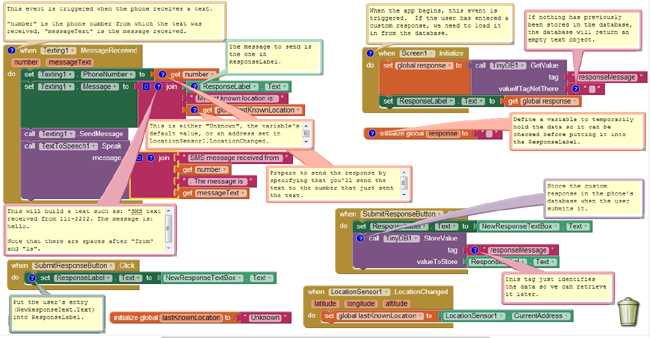 This event is triggered when the phone receives a text.
"number" is the phone number from which the text was
received. "messageText" is the message received.
when Texting1 .MessageReceived
number messageText
do set Texting1 . PhoneNumber to get number
set Texting1 . Message to join ResponseLabel . Text
" My last known location is: "
get global lastKnownLocation
call Texting1 .SendMessage
call TextToSpeech1 .Speak
message join " SMS message received from "
get number
" The message is "
get messageText
The message to
send is the one in
ResponseLabel.
This is either "Unknown", the variable's
default value, or an address set in
LocationSensor1.LocationChanged.
Prepare to send the response by
specifying that you'll send the
text to the number that just sent
the text.
This will build a text such as: "SMS text
received from 111-2222. The message is:
hello.
Note that there are spaces after "from"
and "is".
when SubmitResponseButton .Click
do set ResponseLabel . Text to NewResponseTextBox . Text
Put the user's entry
(NewResponseText.Text)
into ResponseLabel.
initialize global lastKnownLocation to " Unknown "
When the app begins, this event is
triggered. If the user has entered a
custom response, we need to load it
in from the database.
when Screen1 .Initialize
do set global response to call TinyDB1 .GetValue
tag " responseMessage "
valueIfTagNotThere " "
set ResponseLabel . Text to get global response
If nothing has previously
been stored in the database,
the database will return an
empty text object.
initialize global response to " "
Define a variable to temporarily
hold the data so it can be
checked before putting it into
the ResponseLabel.
Store the custom
response in the phone's
database when the user
submits it.
when SubmitResponseButton
do set ResponseLabel . Text to NewResponseTextBox . Text
call TinyDB1 .StoreValue
tag " responseMessage "
valueToStore ResponseLabel . Text
This tag just identifies
the data so we can retrieve
it later.
when LocationSensor1 .LocationChanged
latitude longitude altitude
do set global lastKnownLocation to LocationSensor1 . CurrentAddress